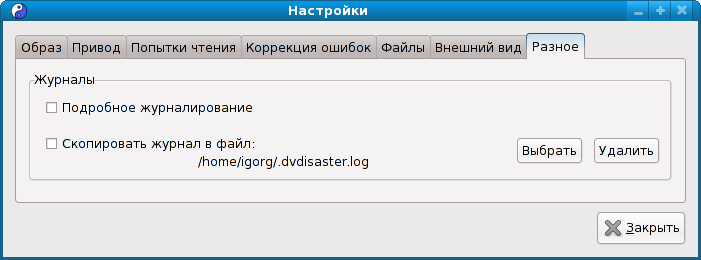 Настройки
Образ Привод Попытки чтения Коррекция ошибок Файлы Внешний вид Разное
Журналы
Подробное журналирование
Скопировать журнал в файл: Выбрать Удалить
/home/igorg/.dvdisaster.log
Закрыть